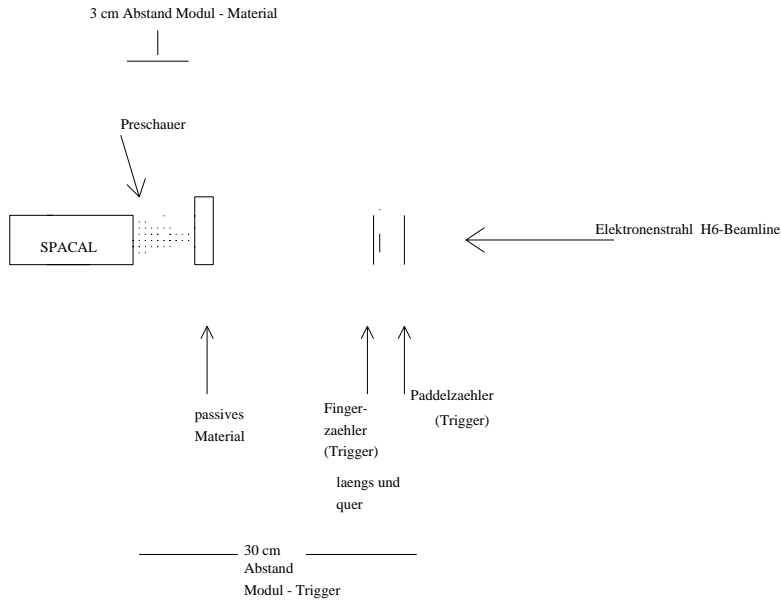 3 cm Abstand Modul - Material
Preschauer
SPACAL
Elektronenstrahl H6-Beamline
passives
Material
Finger-
zaehler
(Trigger)
laengs und
quer
Paddelzaehler
(Trigger)
30 cm
Abstand
Modul - Trigger